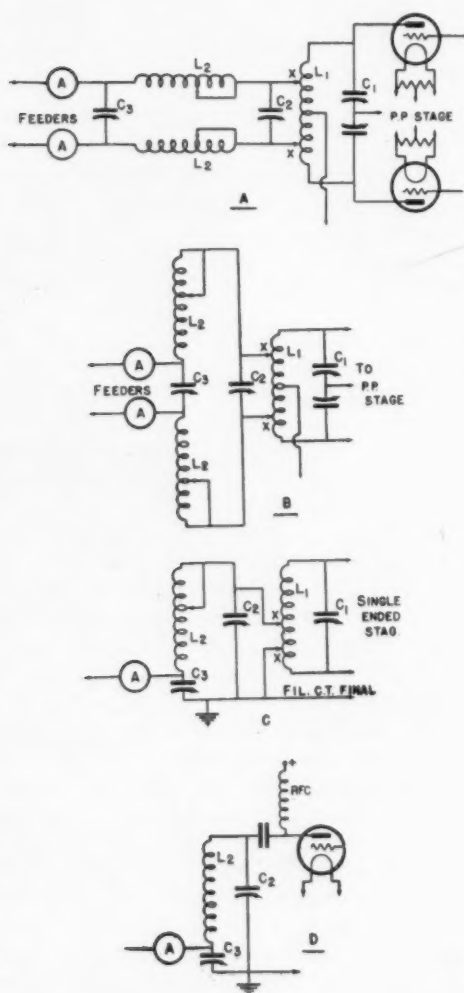 A
L2
X
L1
C1
FEEDERS
C3
C2
P.P. STAGE
A
L2
X
A
L2
X
L1
C1
A
FEEDERS
C3
C2
TO
P.P.
STAGE
A
L2
X
B
L2
C2
X
L1
C1
SINGLE
ENDED
STAG.
X
A
C3
FIL. C.T. FINAL
C
+
RFC
L2
C2
A
C3
D